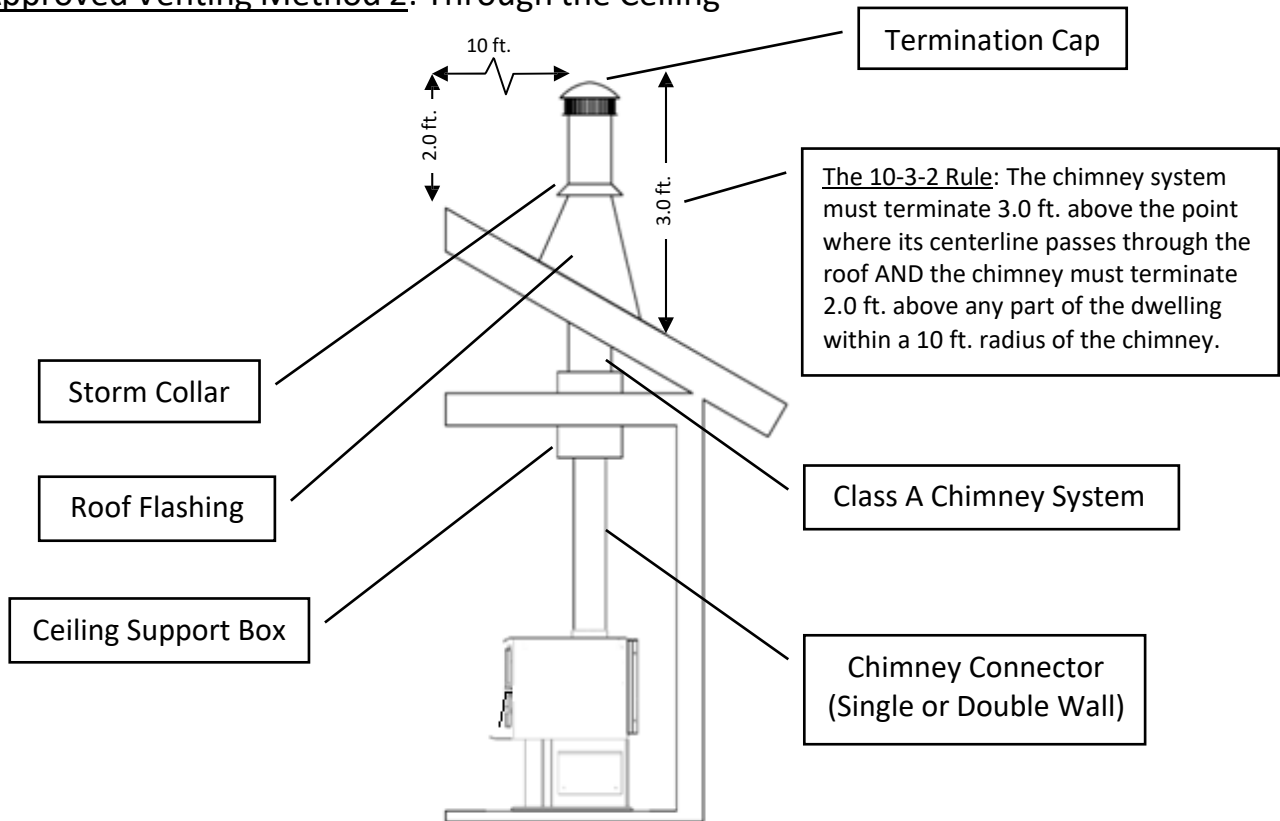 Approved Venting Method 2: Through the Ceiling
Termination Cap
10 ft.
2.0 ft.
3.0 ft.
The 10-3-2 Rule: The chimney system
must terminate 3.0 ft. above the point
where its centerline passes through the
roof AND the chimney must terminate
2.0 ft. above any part of the dwelling
within a 10 ft. radius of the chimney.
Storm Collar
Roof Flashing
Class A Chimney System
Ceiling Support Box
Chimney Connector
(Single or Double Wall)